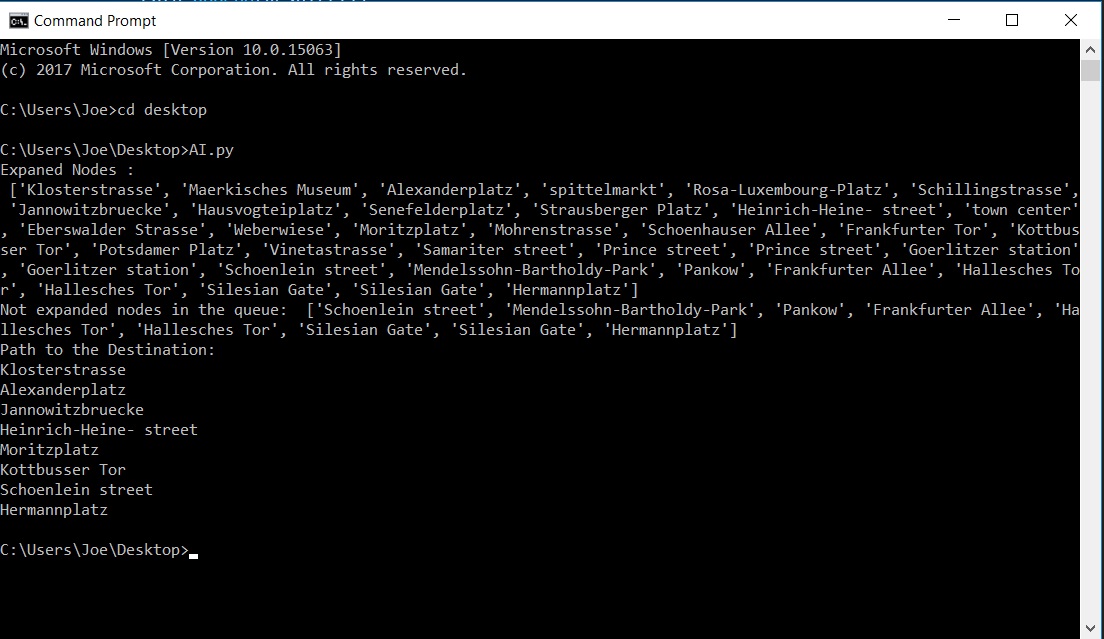 Command Prompt
Microsoft Windows [Version 10.0.15063]
(c) 2017 Microsoft Corporation. All rights reserved.
C:\Users\Joe>cd desktop
C:\Users\Joe\Desktop>AI.py
Expaned Nodes :
['Klosterstrasse', 'Maerkisches Museum', 'Alexanderplatz', 'spittelmarkt', 'Rosa-Luxembourg-Platz', 'Schillingstrasse',
'Jannowitzbruecke', 'Hausvogteiplatz', 'Senefelderplatz', 'Strausberger Platz', 'Heinrich-Heine- street', 'town center'
, 'Eberswalder Strasse', 'Weberwiese', 'Moritzplatz', 'Mohrenstrasse', 'Schoenhauser Allee', 'Frankfurter Tor', 'Kottbus
ser Tor', 'Potsdamer Platz', 'Vinetastrasse', 'Samariter street', 'Prince street', 'Prince street', 'Goerlitzer station'
, 'Goerlitzer station', 'Schoenlein street', 'Mendelssohn-Bartholdy-Park', 'Pankow', 'Frankfurter Allee', 'Hallesches To
r', 'Hallesches Tor', 'Silesian Gate', 'Silesian Gate', 'Hermannplatz']
Not expanded nodes in the queue:  ['Schoenlein street', 'Mendelssohn-Bartholdy-Park', 'Pankow', 'Frankfurter Allee', 'Ha
llesches Tor', 'Hallesches Tor', 'Silesian Gate', 'Silesian Gate', 'Hermannplatz']
Path to the Destination:
Klosterstrasse
Alexanderplatz
Jannowitzbruecke
Heinrich-Heine- street
Moritzplatz
Kottbusser Tor
Schoenlein street
Hermannplatz
C:\Users\Joe\Desktop>